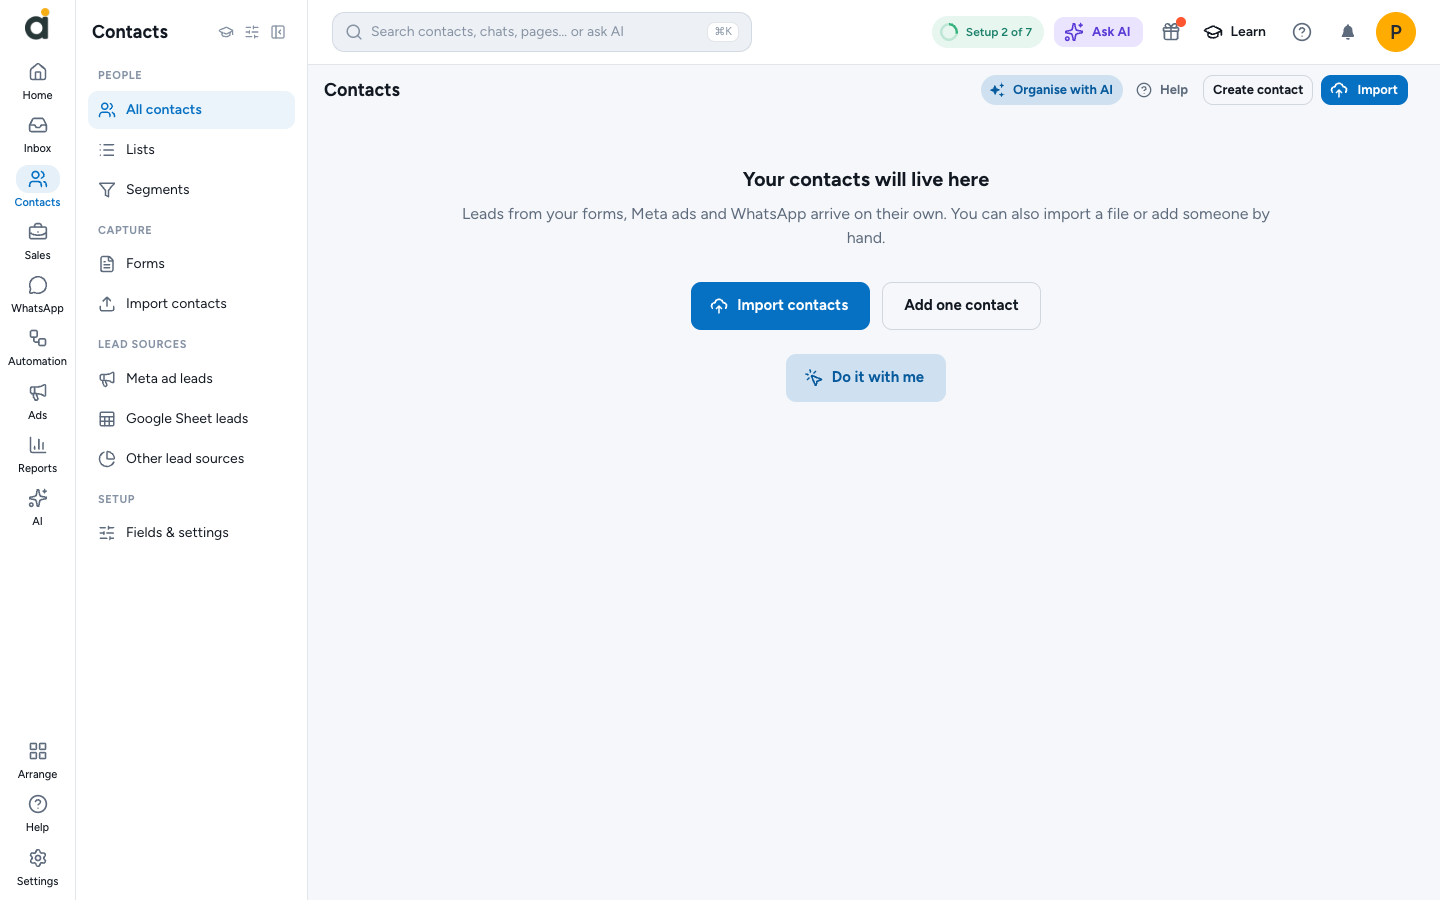 Home
Inbox
Contacts
Sales
WhatsApp
Automation
Ads
Reports
AI
Arrange
Help
Settings
Contacts
PEOPLE
All contacts
Lists
Segments
CAPTURE
Forms
Import contacts
LEAD SOURCES
Meta ad leads
Google Sheet leads
Other lead sources
SETUP
Fields & settings
Search contacts, chats, pages... or ask AI
⌘K
Setup 2 of 7
Ask AI
Learn
P
Contacts
Organise with AI
Help
Create contact
Import
Your contacts will live here
Leads from your forms, Meta ads and WhatsApp arrive on their own. You can also import a file or add someone by
hand.
Import contacts
Add one contact
Do it with me